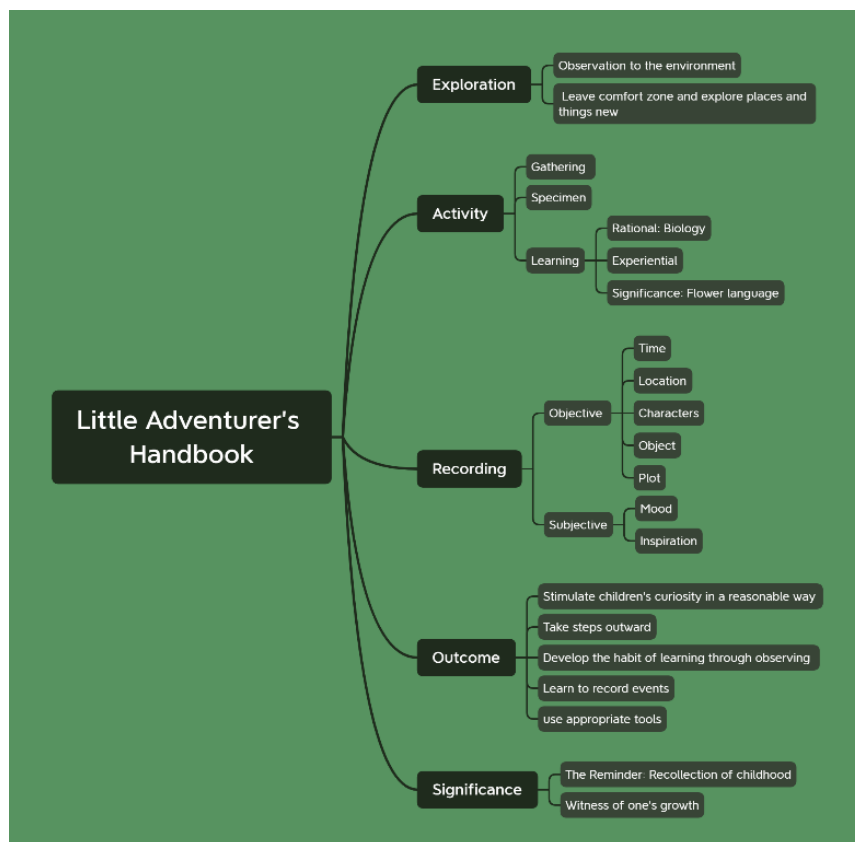 Little Adventurer's
Handbook
Exploration
Observation to the environment
Leave comfort zone and explore places and
things new
Activity
Gathering
Specimen
Learning
Rational: Biology
Experiential
Significance: Flower language
Recording
Objective
Time
Location
Characters
Object
Plot
Subjective
Mood
Inspiration
Outcome
Stimulate children's curiosity in a reasonable way
Take steps outward
Develop the habit of learning through observing
Learn to record events
use appropriate tools
Significance
The Reminder: Recollection of childhood
Witness of one's growth